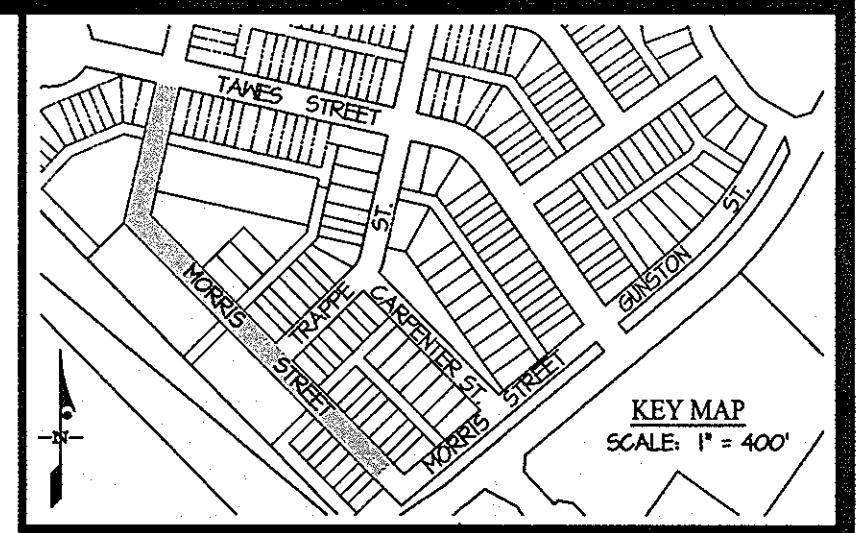 TAWES STREET
TRAPPE ST.
MORRIS STREET
CARPENTER ST.
MORRIS STREET
GUNSTON ST.
KEY MAP
SCALE: 1" = 400'
-N-